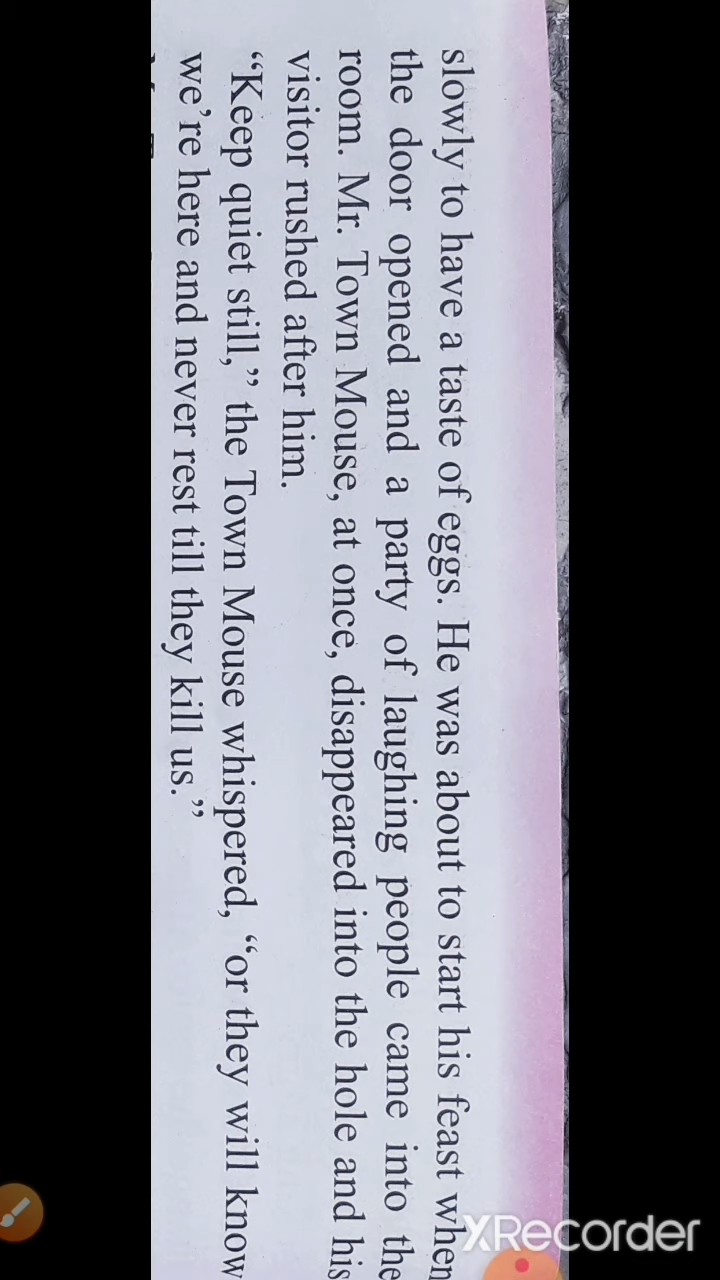 slowly to have a taste of eggs. He was about to start his feast when
the door opened and a party of laughing people came into the
room. Mr. Town Mouse, at once, disappeared into the hole and his
visitor rushed after him.
“Keep quiet still,” the Town Mouse whispered, “or they will know
we’re here and never rest till they kill us.”
XRecorder